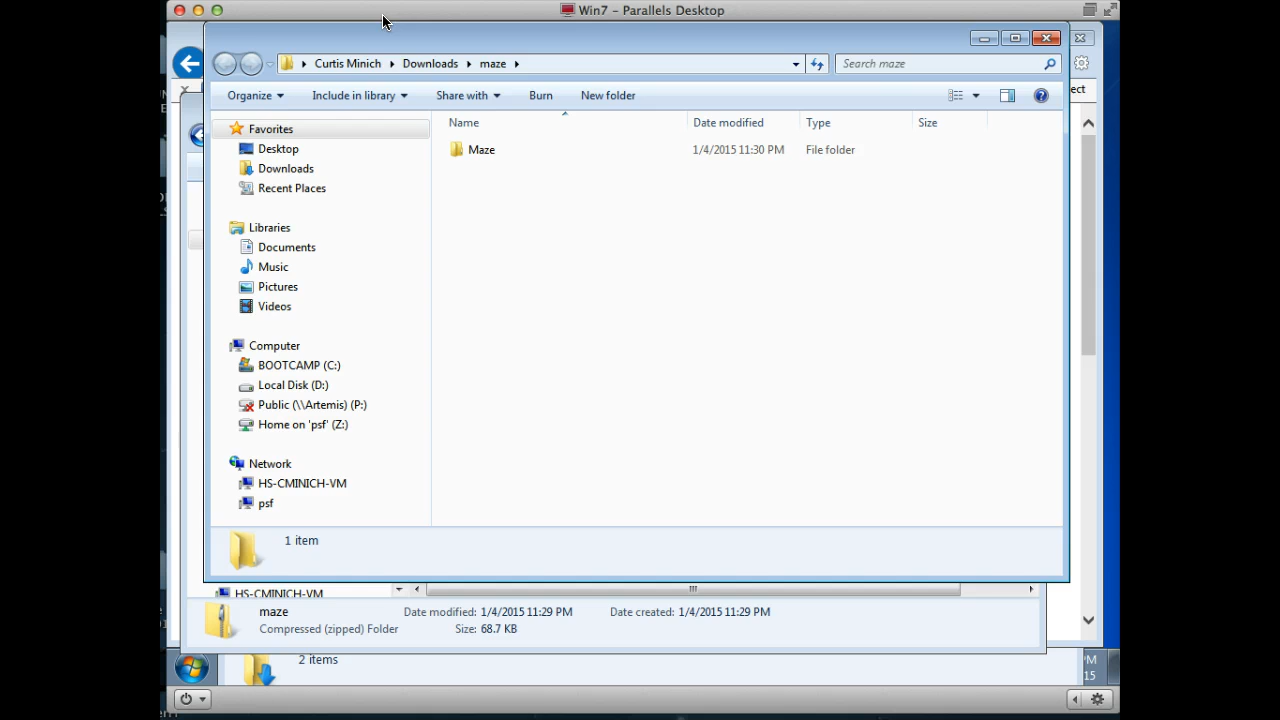 Win7 - Parallels Desktop
Curtis Minich Downloads maze
Search maze
ect
Organize Include in library Share with Burn New folder
Name Date modified Type Size
Favorites
Maze 1/4/2015 11:30 PM File folder
Desktop
Downloads
Recent Places
Libraries
Documents
Music
Pictures
Videos
Computer
BOOTCAMP (C:)
Local Disk (D:)
Public (\\Artemis) (P:)
Home on 'psf' (Z:)
Network
HS-CMINICH-VM
psf
1 item
HS-CMINICH-VM
maze Date modified: 1/4/2015 11:29 PM Date created: 1/4/2015 11:29 PM
Compressed (zipped) Folder Size: 68.7 KB
2 items
PM
15